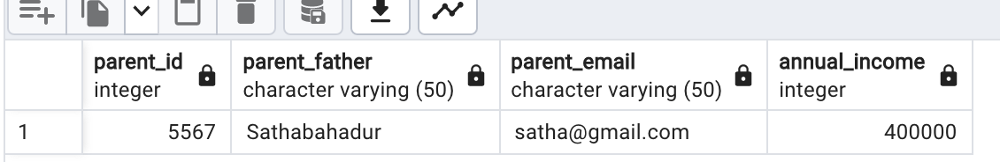 parent_id parent_father parent_email annual_income
integer character varying (50) character varying (50) integer
1 5567 Sathabahadur satha@gmail.com 400000